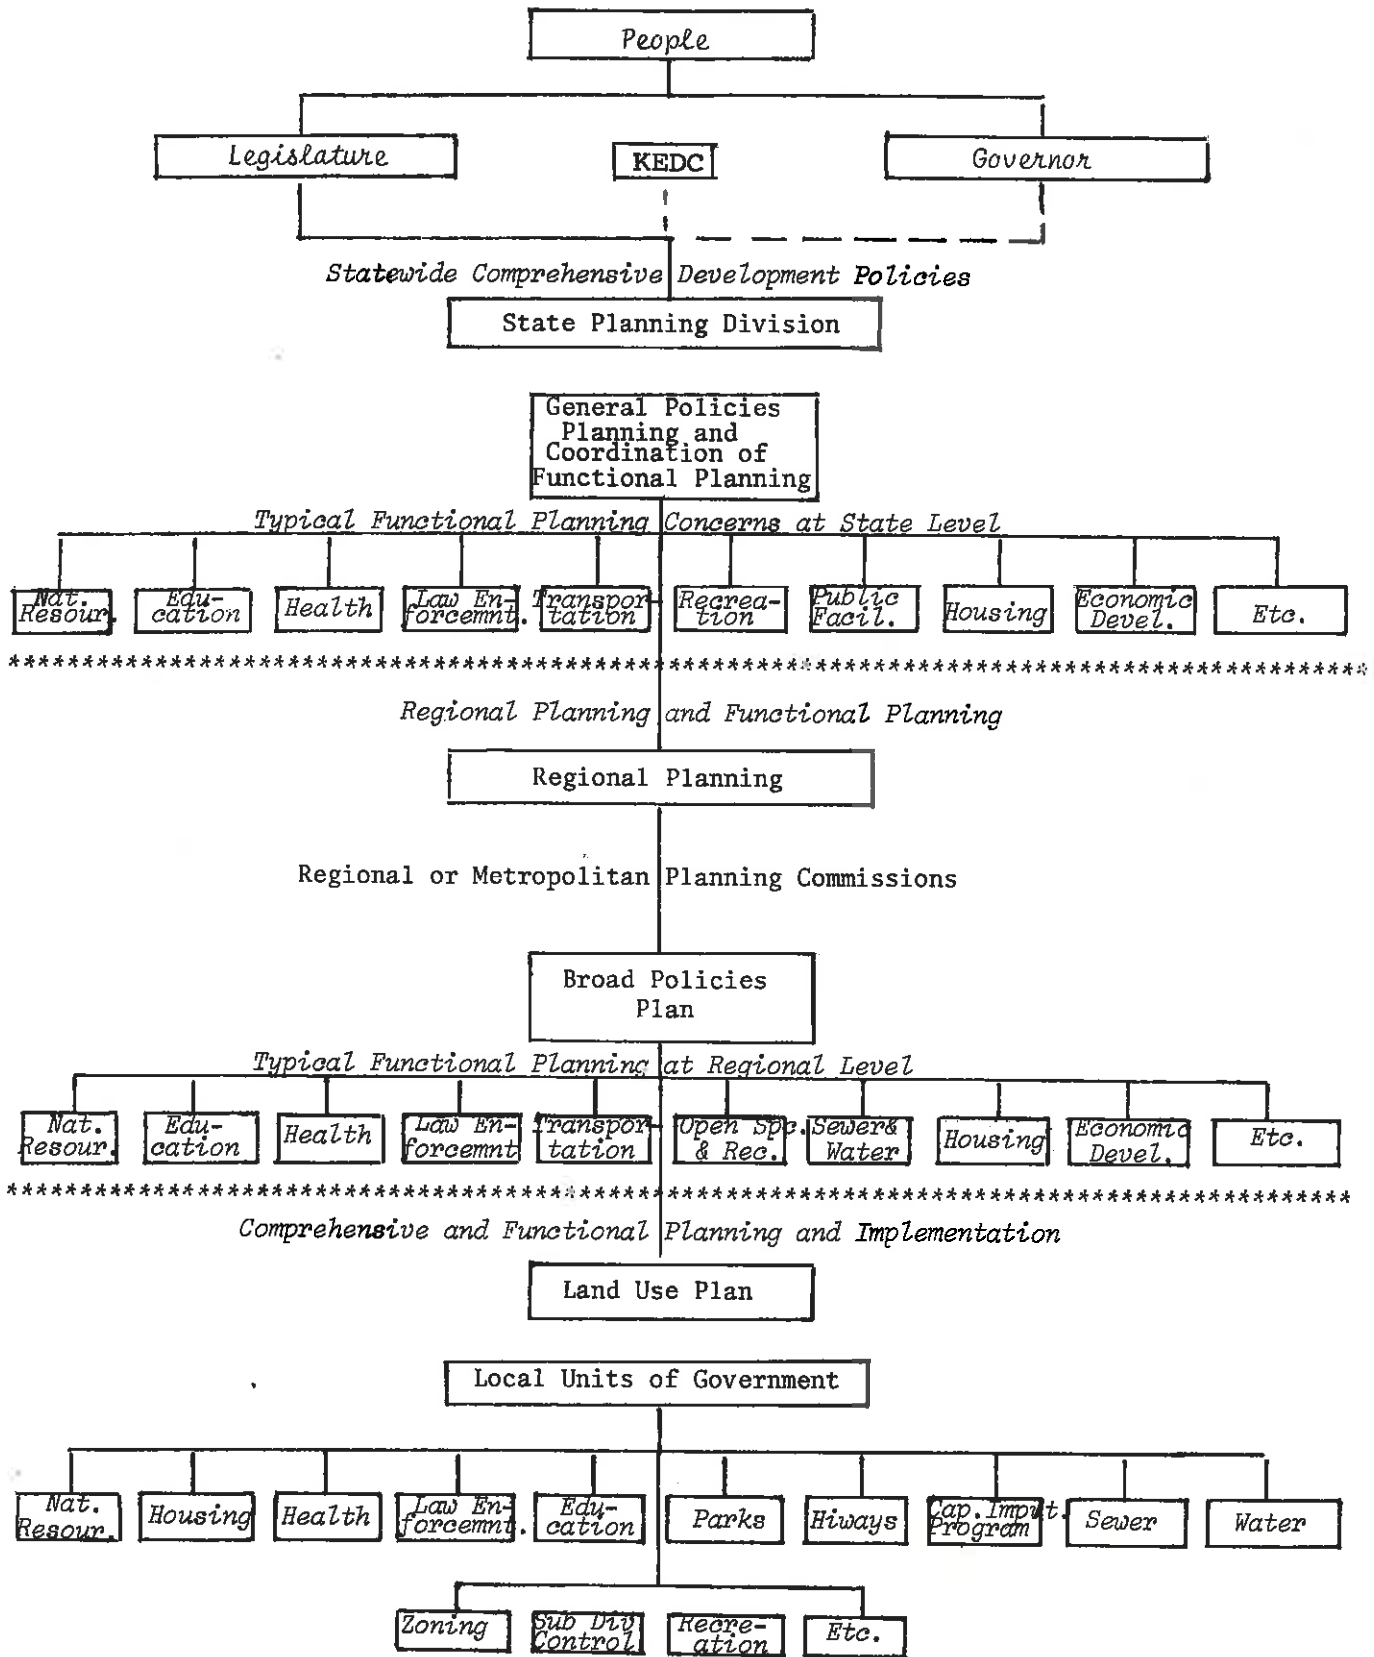 People
Legislature
KEDC
Governor
Statewide Comprehensive Development Policies
State Planning Division
General Policies
Planning and
Coordination of
Functional Planning
Typical Functional Planning Concerns at State Level
Nat.
Resour.
Edu-
cation
Health
Law En-
forcemnt.
Transpor-
tation
Recrea-
tion
Public
Facil.
Housing
Economic
Devel.
Etc.
*********************************************************************************************
Regional Planning and Functional Planning
Regional Planning
Regional or Metropolitan Planning Commissions
Broad Policies
Plan
Typical Functional Planning at Regional Level
Nat.
Resour.
Edu-
cation
Health
Law En-
forcemnt
Transpor-
tation
Open Spc.
& Rec.
Sewer&
Water
Housing
Economic
Devel.
Etc.
*********************************************************************************************
Comprehensive and Functional Planning and Implementation
Land Use Plan
Local Units of Government
Nat.
Resour.
Housing
Health
Law En-
forcemnt.
Edu-
cation
Parks
Hiways
Cap.Impvt.
Program
Sewer
Water
Zoning
Sub Div
Control
Recre-
ation
Etc.